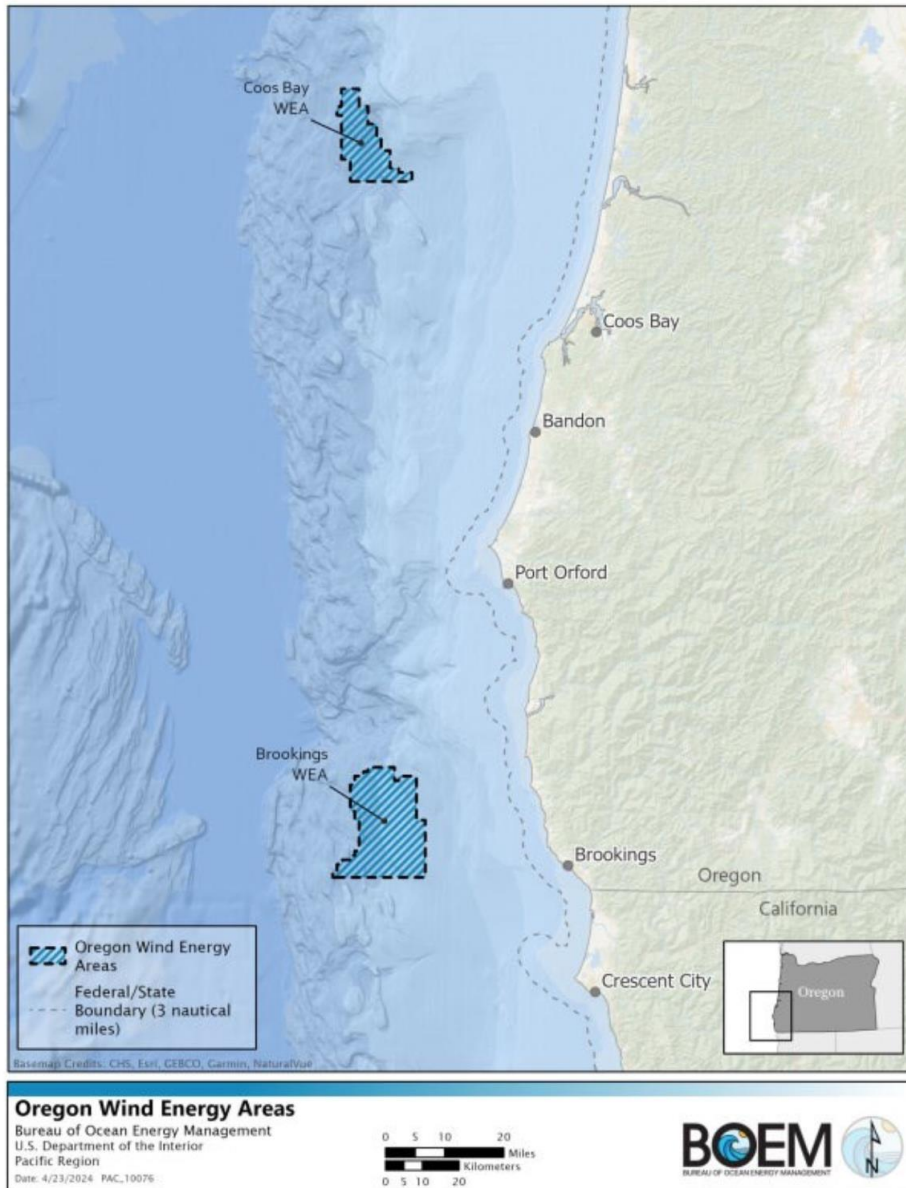 Coos Bay
WEA
Coos Bay
Bandon
Port Orford
Brookings
WEA
Brookings
Oregon
California
Crescent City
Oregon Wind Energy
Areas
Federal/State
Boundary (3 nautical
miles)
Oregon
Basemap Credits: CHS, Esri, GEBCO, Garmin, NaturalVue
Oregon Wind Energy Areas
Bureau of Ocean Energy Management
U.S. Department of the Interior
Pacific Region
Date: 4/23/2024 PAC_10076
0 5 10 20
Miles
Kilometers
0 5 10 20
BOEM
BUREAU OF OCEAN ENERGY MANAGEMENT
N